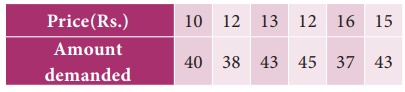 Price(Rs.) 10 12 13 12 16 15
Amount demanded 40 38 43 45 37 43